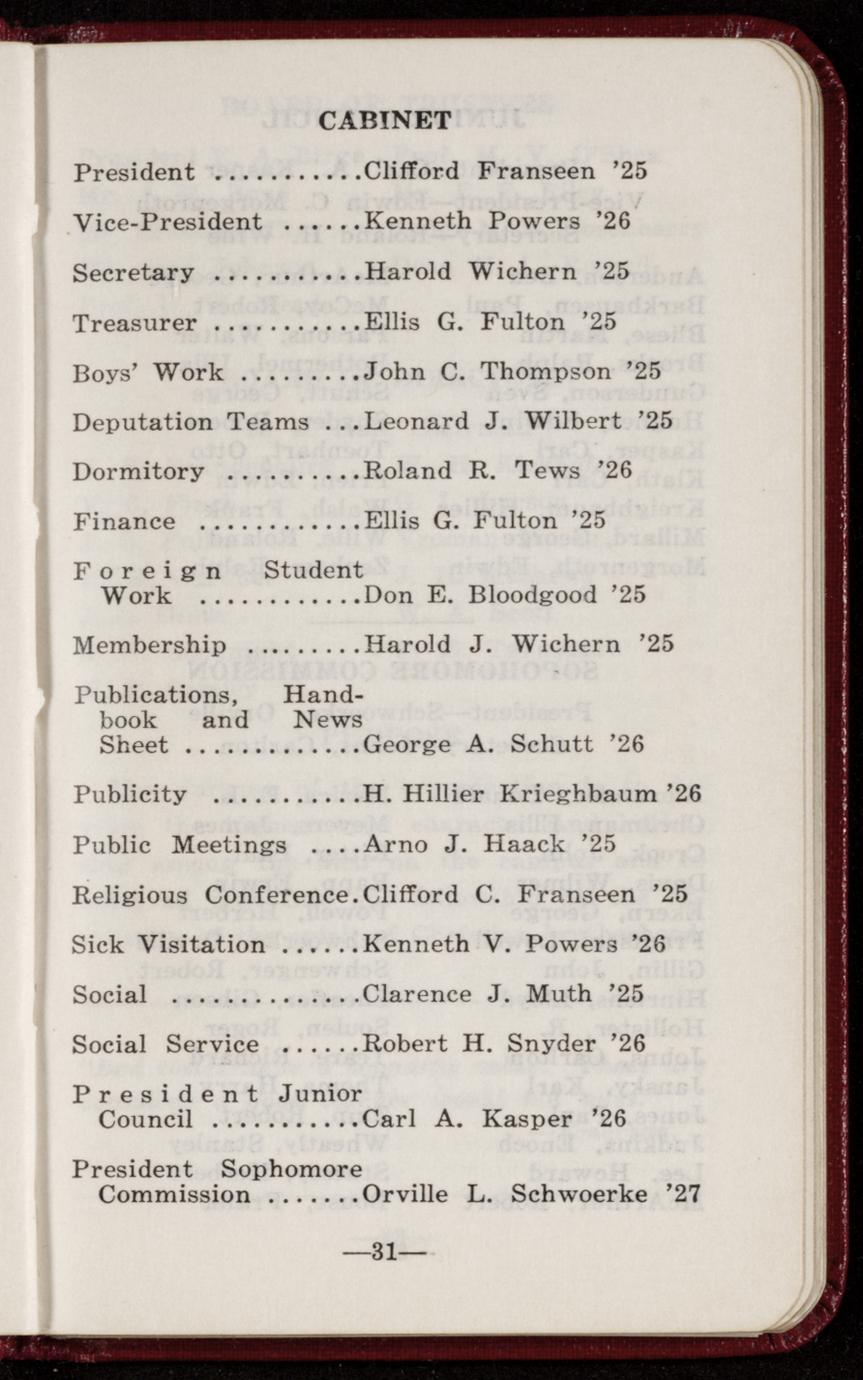 CABINET
President ...........Clifford Franseen ’25
Vice-President ......Kenneth Powers ’26
Secretary ...........Harold Wichern ’25
Treasurer ...........Ellis G. Fulton ’25
Boys’ Work .........John C. Thompson ’25
Deputation Teams ...Leonard J. Wilbert ’25
Dormitory ..........Roland R. Tews ’26
Finance ............Ellis G. Fulton ’25
Foreign Student
Work ............Don E. Bloodgood ’25
Membership .........Harold J. Wichern ’25
Publications, Hand-
book and News
Sheet .............George A. Schutt ’26
Publicity ...........H. Hillier Krieghbaum ’26
Public Meetings ....Arno J. Haack ’25
Religious Conference.Clifford C. Franseen ’25
Sick Visitation ......Kenneth V. Powers ’26
Social ..............Clarence J. Muth ’25
Social Service ......Robert H. Snyder ’26
President Junior
Council ...........Carl A. Kasper ’26
President Sophomore
Commission .......Orville L. Schwoerke ’27
—31—